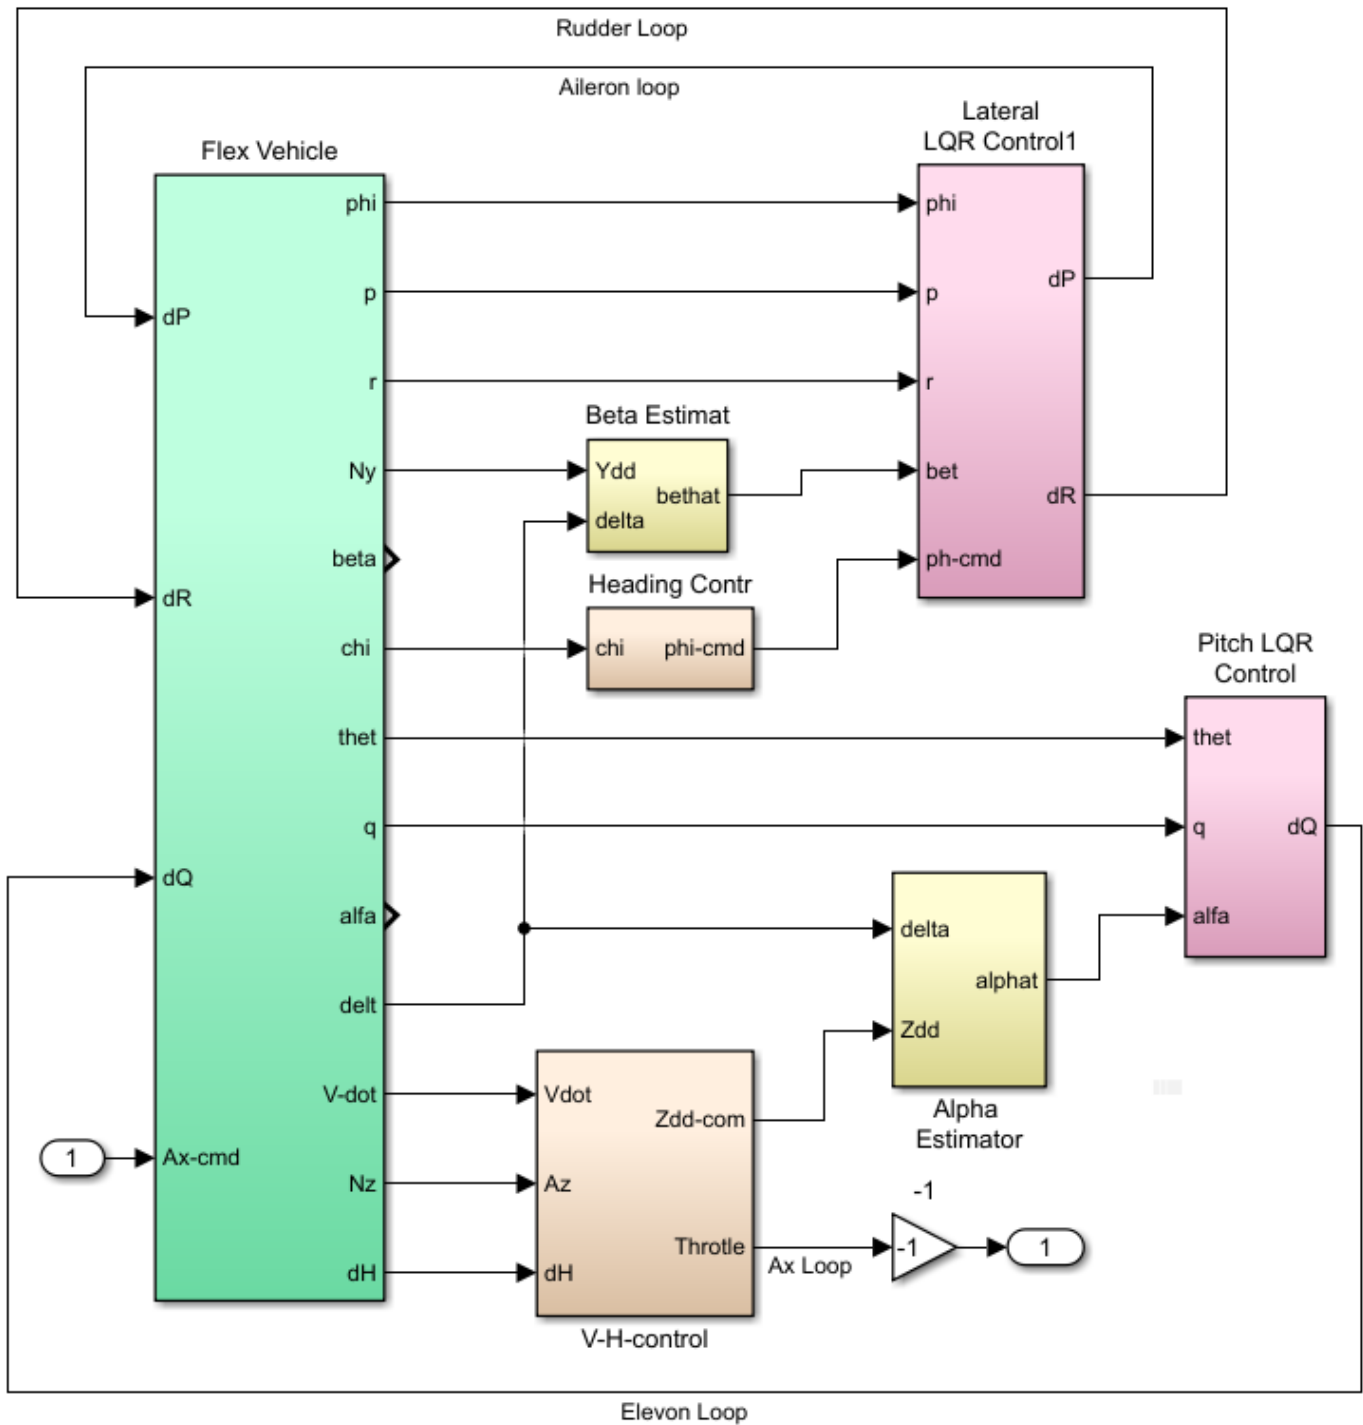 Rudder Loop
Aileron loop
Lateral
LQR Control1
Flex Vehicle
phi
phi
dP
p
p
dP
r
r
Beta Estimat
Ny
Ydd
bethat
delta
bet
dR
beta
ph-cmd
Heading Contr
dR
chi
chi
phi-cmd
Pitch LQR
Control
thet
thet
q
q
dQ
dQ
alfa
alfa
delta
alphat
Zdd
delt
V-dot
Vdot
Zdd-com
Alpha
Estimator
1
Ax-cmd
Nz
Az
-1
Throtle
Ax Loop
-1
1
dH
dH
V-H-control
Elevon Loop